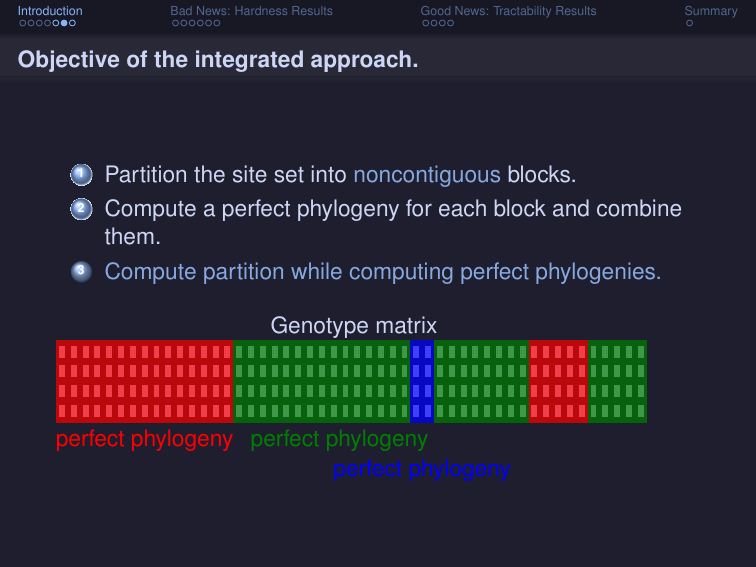 Introduction
Bad News: Hardness Results
Good News: Tractability Results
Summary
Objective of the integrated approach.
1 Partition the site set into noncontiguous blocks.
2 Compute a perfect phylogeny for each block and combine
them.
3 Compute partition while computing perfect phylogenies.
Genotype matrix
perfect phylogeny perfect phylogeny
perfect phylogeny